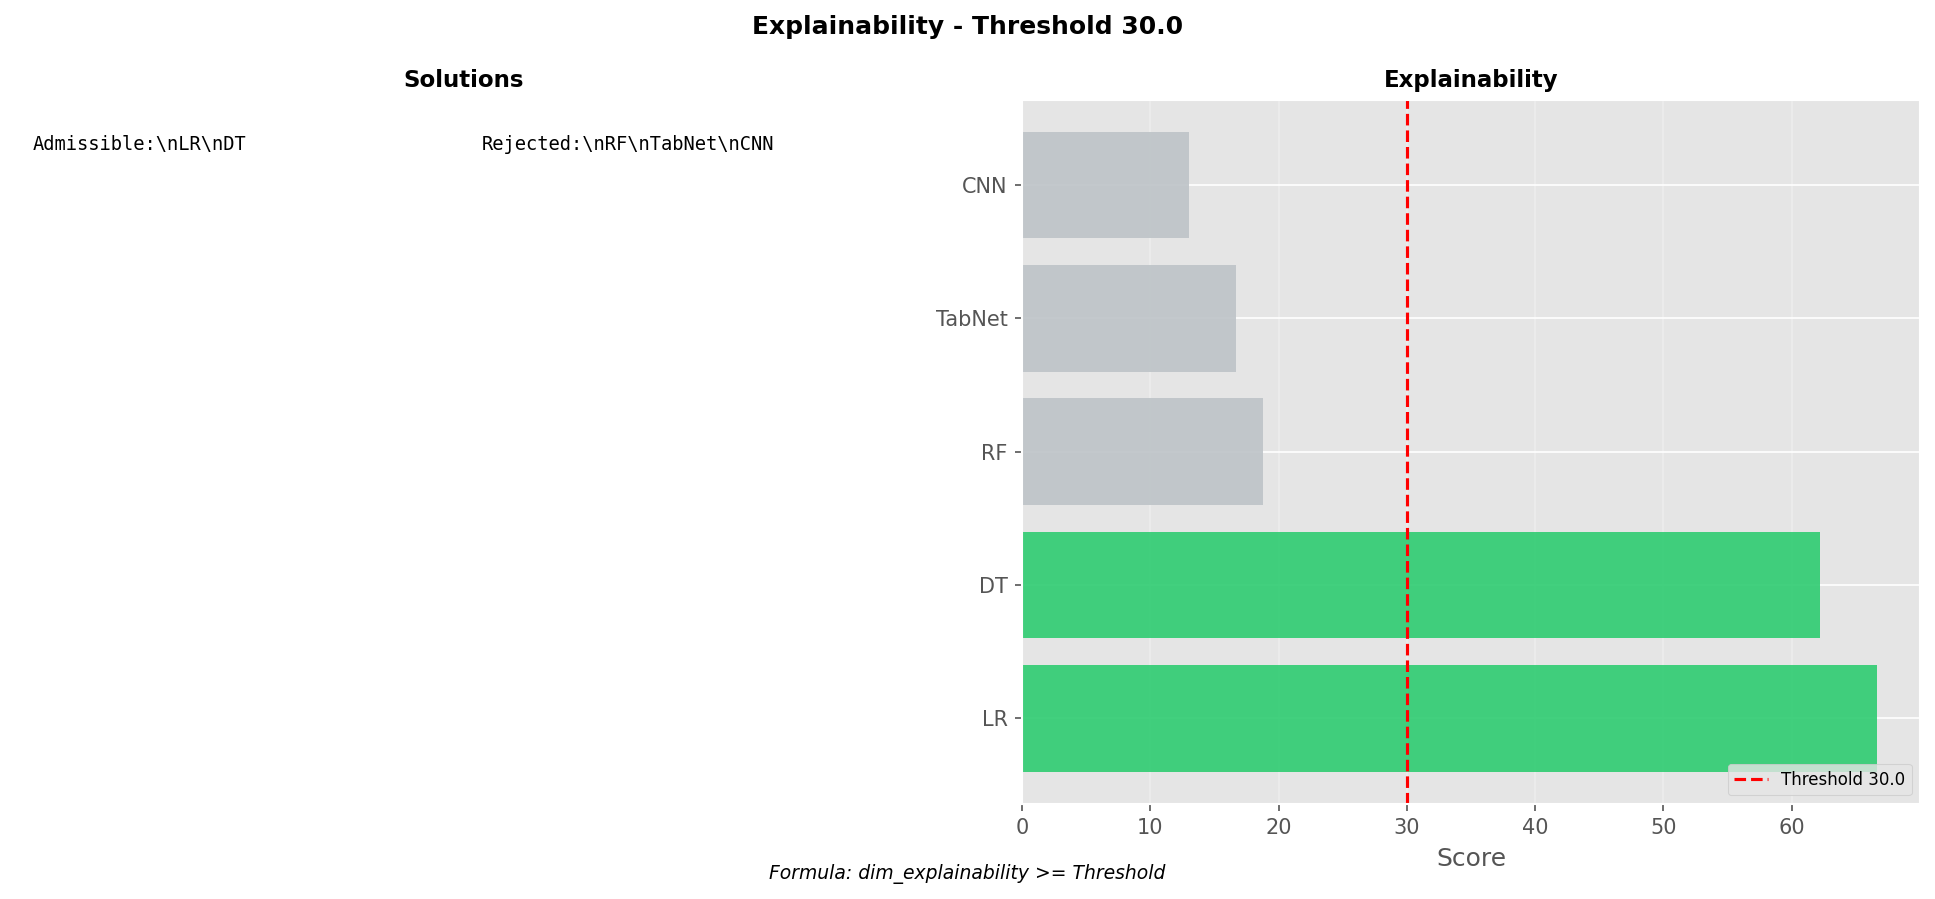 Explainability - Threshold 30.0
Solutions
Admissible:\nLR\nDT
Rejected:\nRF\nTabNet\nCNN
Explainability
CNN
TabNet
RF
DT
LR
Threshold 30.0
0 10 20 30 40 50 60
Score
Formula: dim_explainability >= Threshold